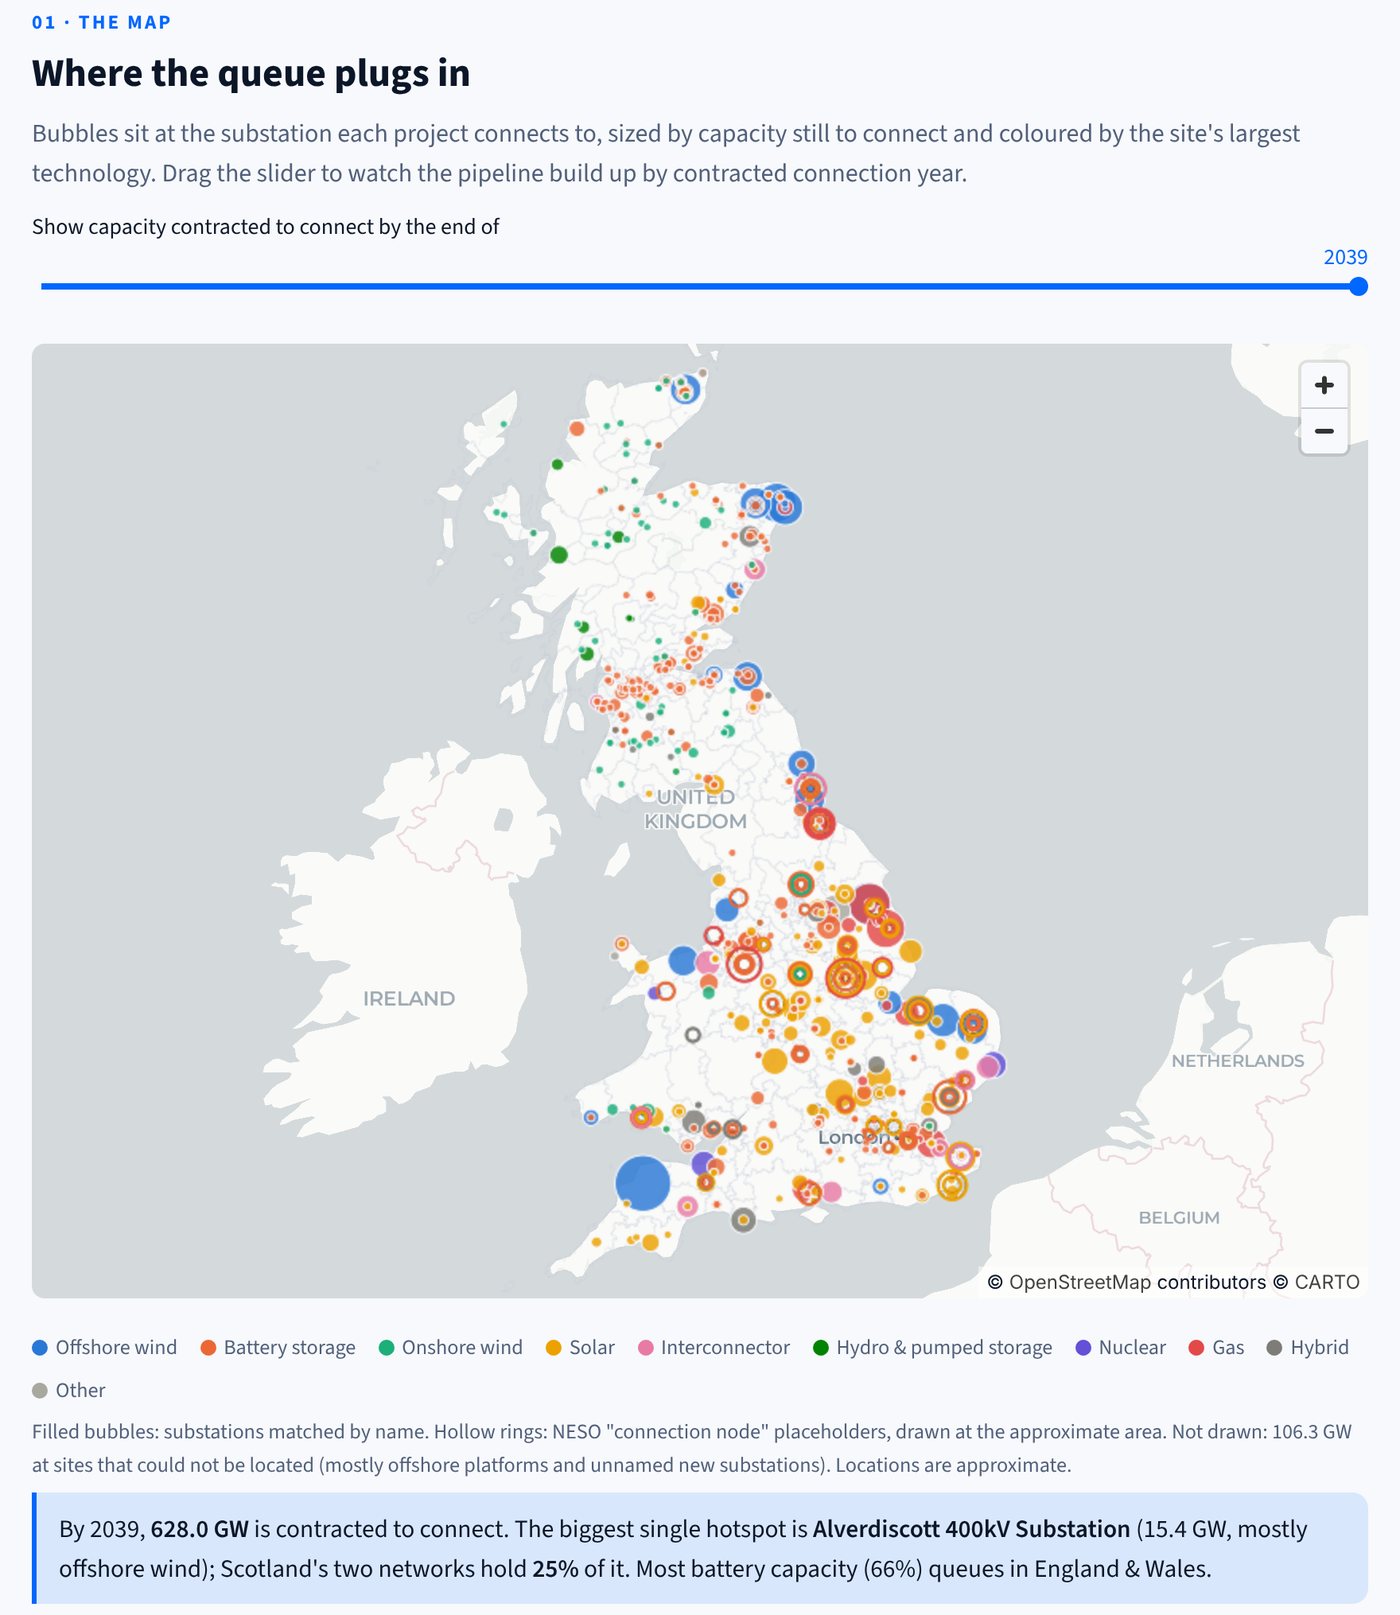 01 · THE MAP
Where the queue plugs in
Bubbles sit at the substation each project connects to, sized by capacity still to connect and coloured by the site's largest
technology. Drag the slider to watch the pipeline build up by contracted connection year.
Show capacity contracted to connect by the end of
2039
+
−
UNITED
KINGDOM
IRELAND
NETHERLANDS
London
BELGIUM
© OpenStreetMap contributors © CARTO
Offshore wind
Battery storage
Onshore wind
Solar
Interconnector
Hydro & pumped storage
Nuclear
Gas
Hybrid
Other
Filled bubbles: substations matched by name. Hollow rings: NESO "connection node" placeholders, drawn at the approximate area. Not drawn: 106.3 GW
at sites that could not be located (mostly offshore platforms and unnamed new substations). Locations are approximate.
By 2039, 628.0 GW is contracted to connect. The biggest single hotspot is Alverdiscott 400kV Substation (15.4 GW, mostly
offshore wind); Scotland's two networks hold 25% of it. Most battery capacity (66%) queues in England & Wales.